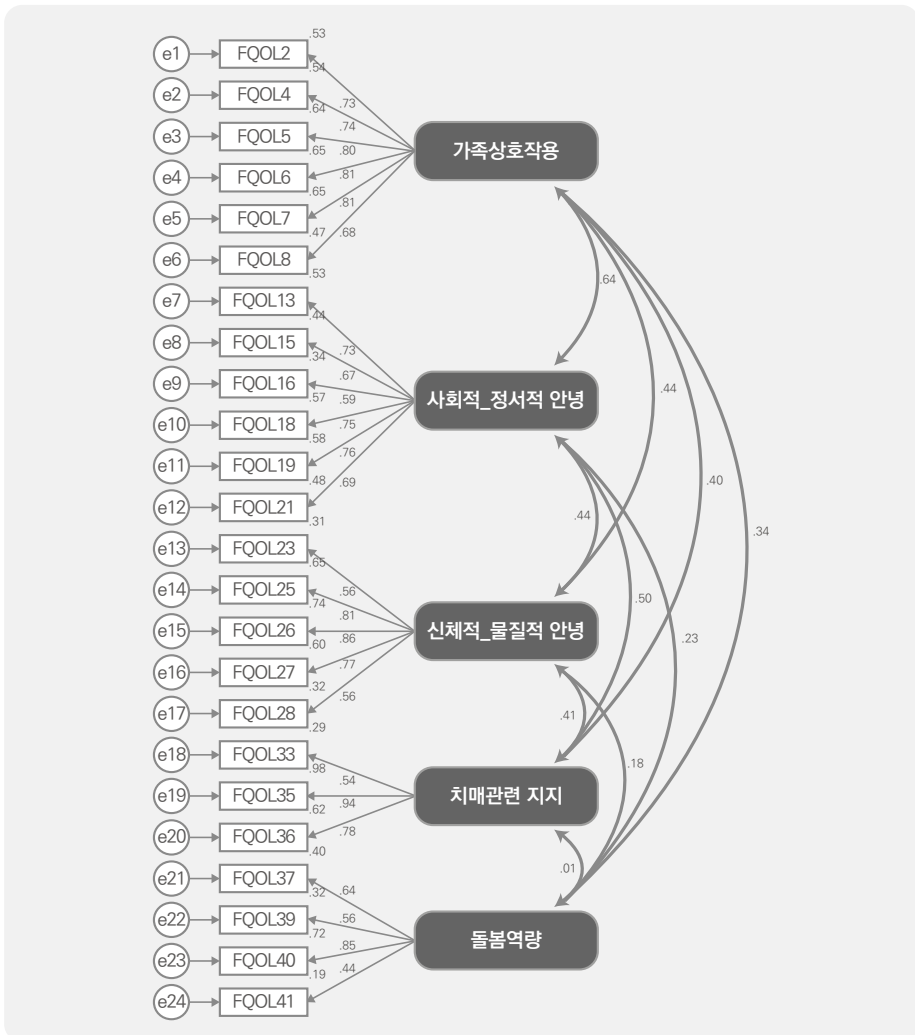 .53
e1 FQOL2
.54
e2 FQOL4 .73
.64
.74
e3 FQOL5
.65 .80
가족상호작용
e4 FQOL6 .81
.65
.81
e5 FQOL7
.47 .68
e6 FQOL8
.53
.64
e7 FQOL13
.44
e8 FQOL15 .73
.34
.67
e9 FQOL16
.57 .59
사회적_정서적 안녕
.44
e10 FQOL18 .75
.58
.76
e11 FQOL19
.48 .69
.40
e12 FQOL21
.31
.44
.34
e13 FQOL23
.65
e14 FQOL25 .56
.74
.50
.81
e15 FQOL26
.60 .86
신체적_물질적 안녕
.23
e16 FQOL27 .77
.32
.56
e17 FQOL28
.29
.41
e18 FQOL33
.98
.18
.54
e19 FQOL35
.62 .94
치매관련 지지
e20 FQOL36 .78
.40
.01
e21 FQOL37
.32 .64
e22 FQOL39 .56
.72
돌봄역량
.85
e23 FQOL40
.19 .44
e24 FQOL41